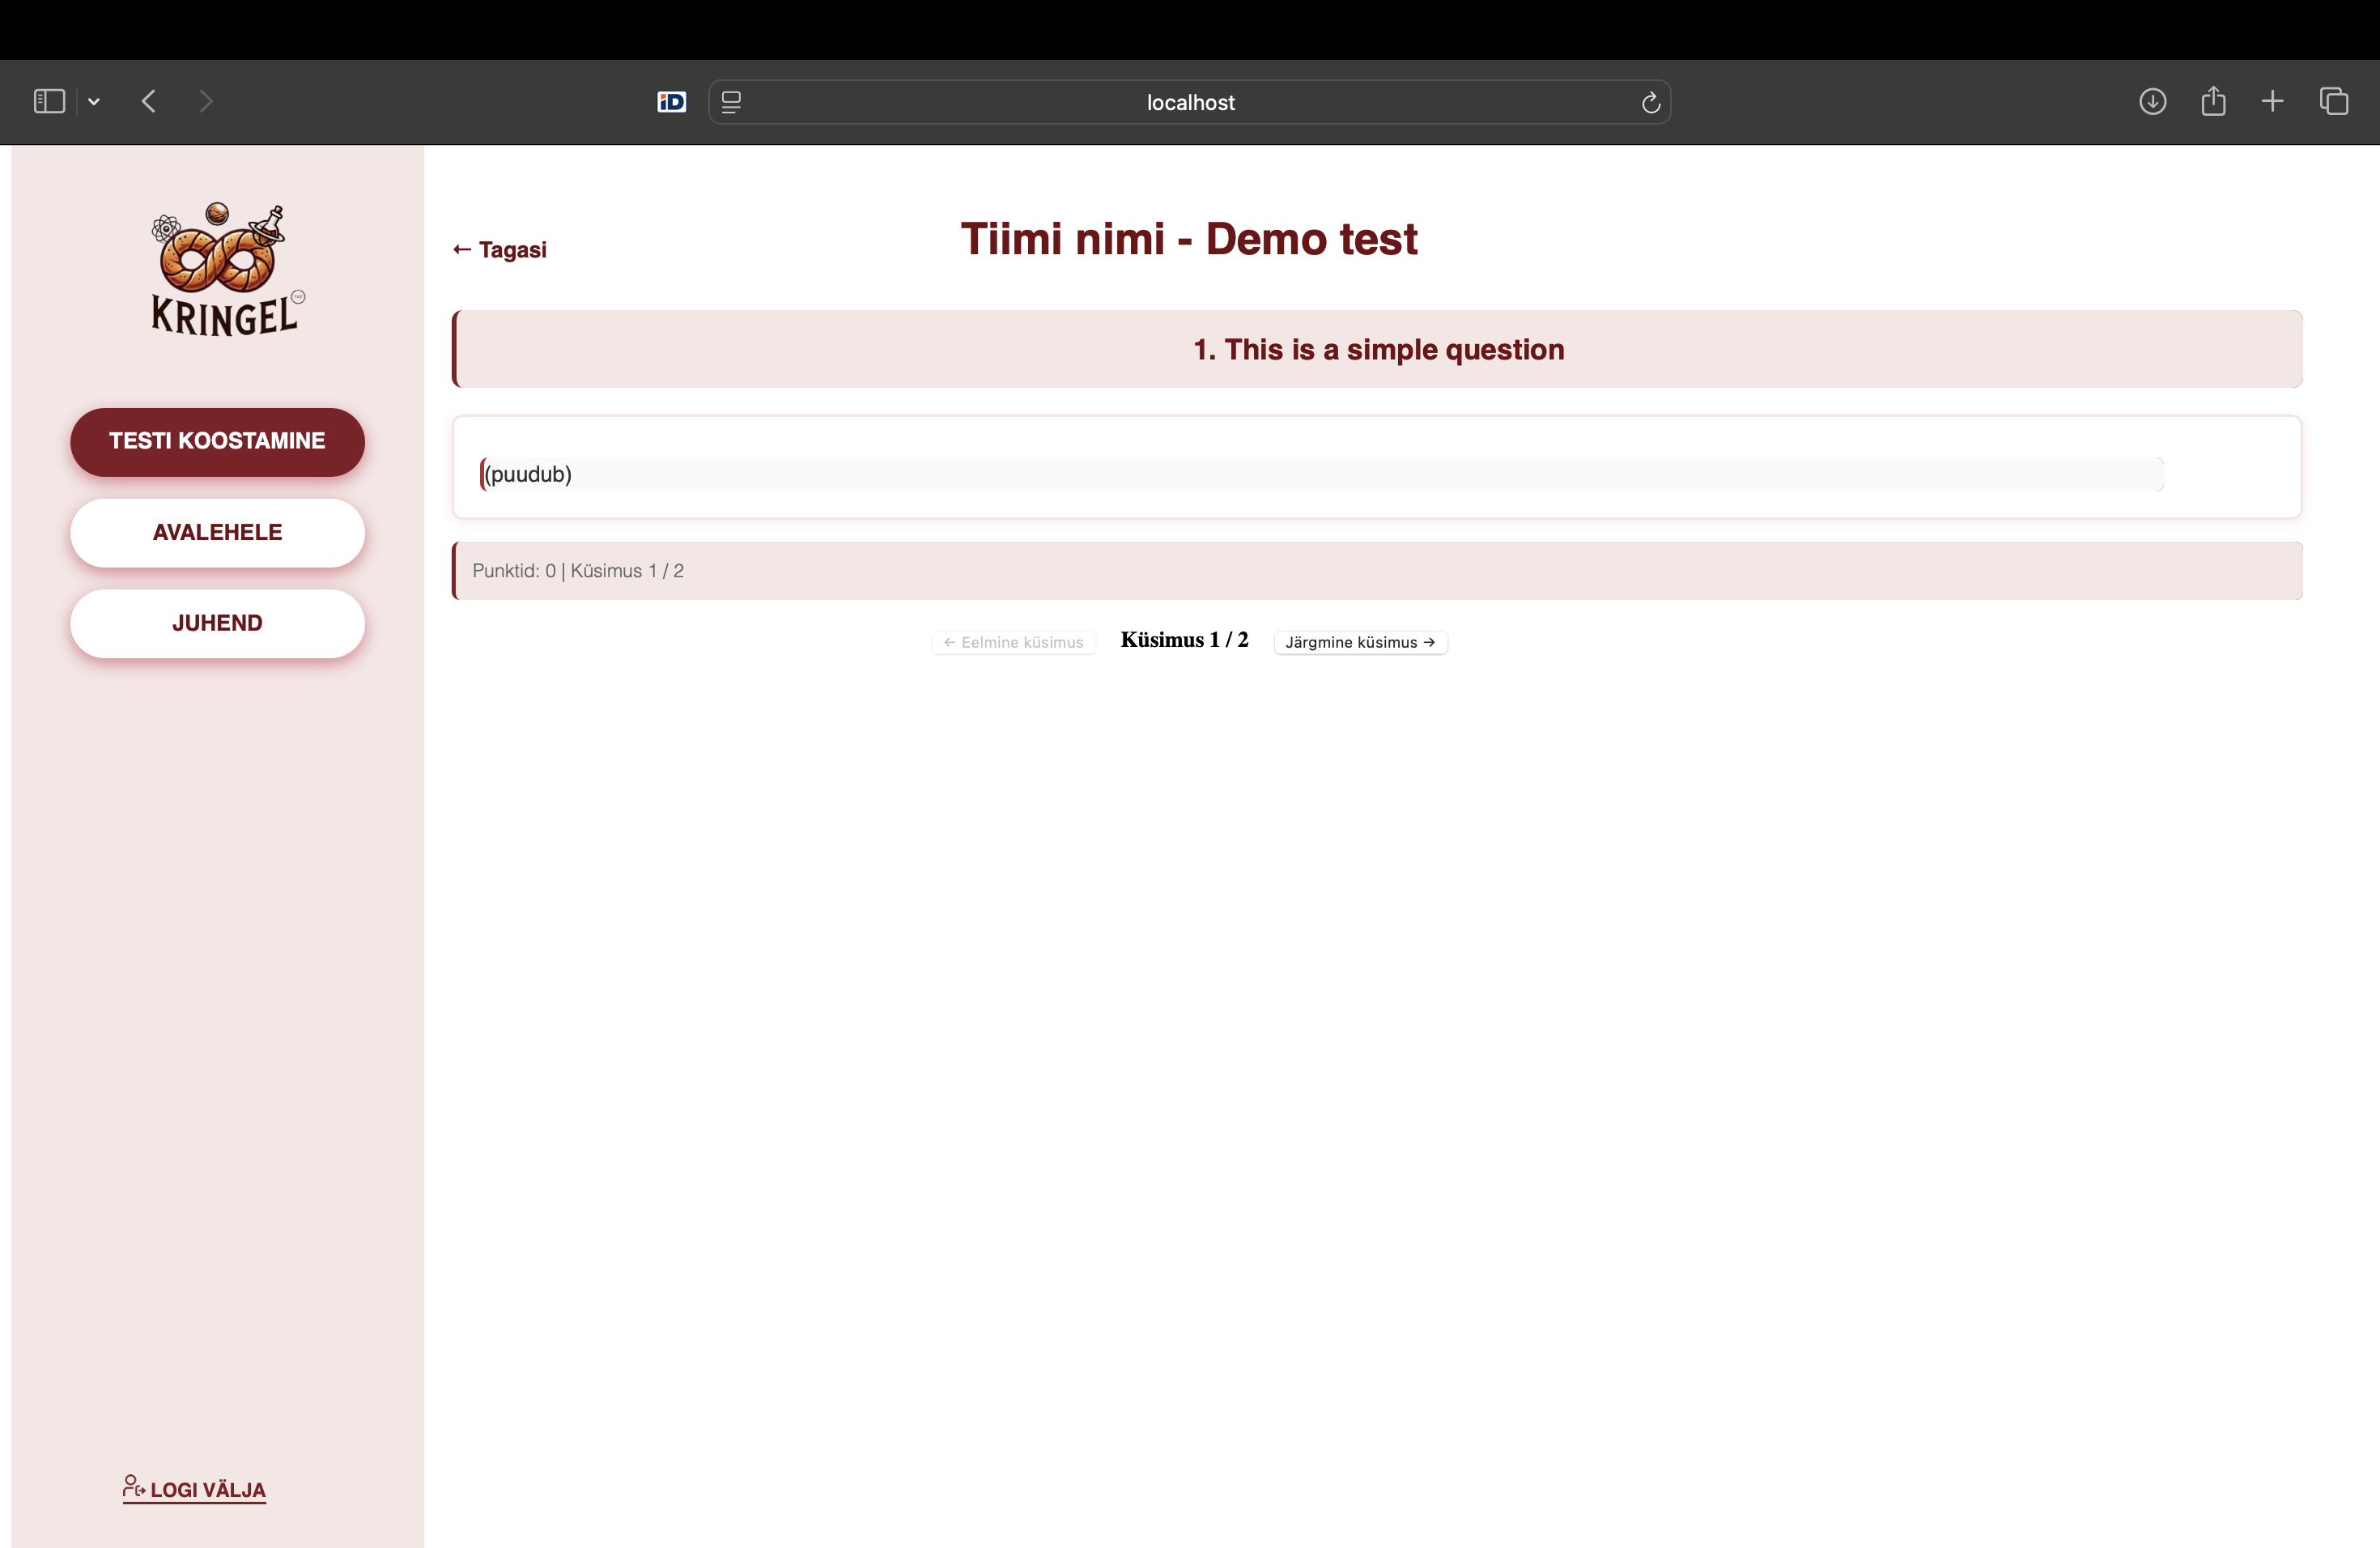 iD
localhost
KRINGEL
TESTI KOOSTAMINE
AVALEHELE
JUHEND
LOGI VÄLJA
← Tagasi
Tiimi nimi - Demo test
1. This is a simple question
(puudub)
Punktid: 0 | Küsimus 1 / 2
← Eelmine küsimus Küsimus 1 / 2 Järgmine küsimus →